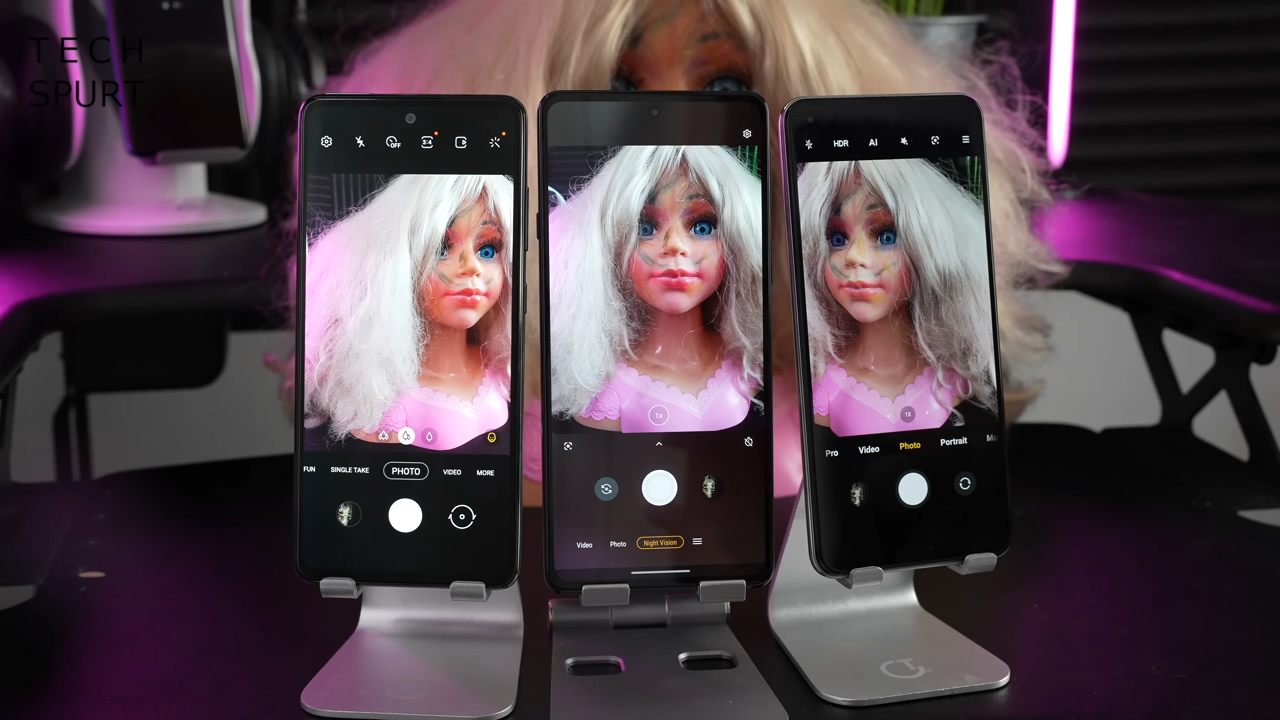 TECH
SPURT
OFF
3:4
FUN SINGLE TAKE PHOTO VIDEO MORE
1x
Video Photo Night Vision
HDR AI
1X
Pro Video Photo Portrait Mo